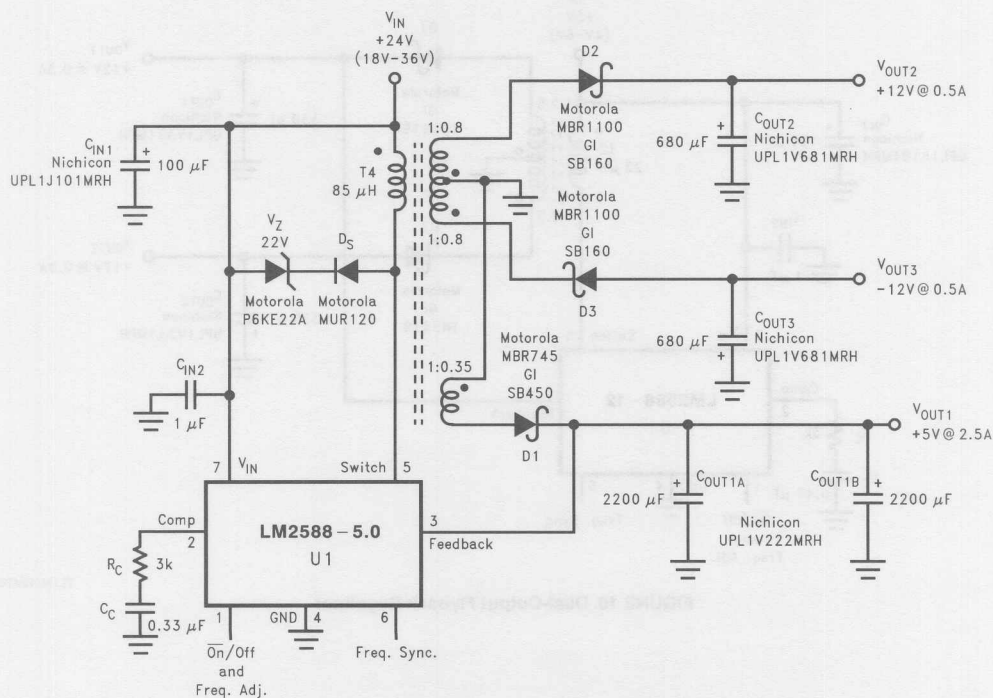 V_IN
+24V
(18V-36V)
D2
V_OUT2
+12V@0.5A
Motorola
MBR1100
GI
SB160
680 µF
+
C_OUT2
Nichicon
UPL1V681MRH
C_IN1
Nichicon
UPL1J101MRH
+
100 µF
T4
85 µH
1:0.8
1:0.8
Motorola
MBR1100
GI
SB160
D3
V_OUT3
-12V@0.5A
V_Z
22V
D_S
Motorola
P6KE22A
Motorola
MUR120
680 µF
+
C_OUT3
Nichicon
UPL1V681MRH
C_IN2
1 µF
1:0.35
Motorola
MBR745
GI
SB450
D1
V_OUT1
+5V@2.5A
+
C_OUT1A
2200 µF
C_OUT1B
+
2200 µF
Nichicon
UPL1V222MRH
7
V_IN
Switch
5
Comp
2
LM2588-5.0
U1
3
Feedback
R_C
3k
C_C
0.33 µF
1
GND
4
6
On/Off
and
Freq. Adj.
Freq. Sync.